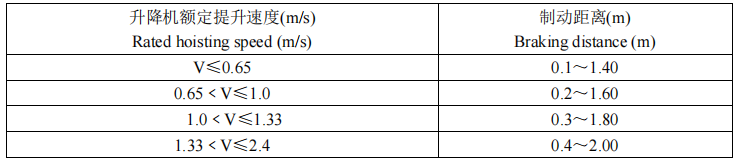 升降机额定提升速度(m/s) 制动距离(m)
Rated hoisting speed (m/s) Braking distance (m)
V≤0.65 0.1～1.40
0.65﹤V≤1.0 0.2～1.60
1.0﹤V≤1.33 0.3～1.80
1.33﹤V≤2.4 0.4～2.00